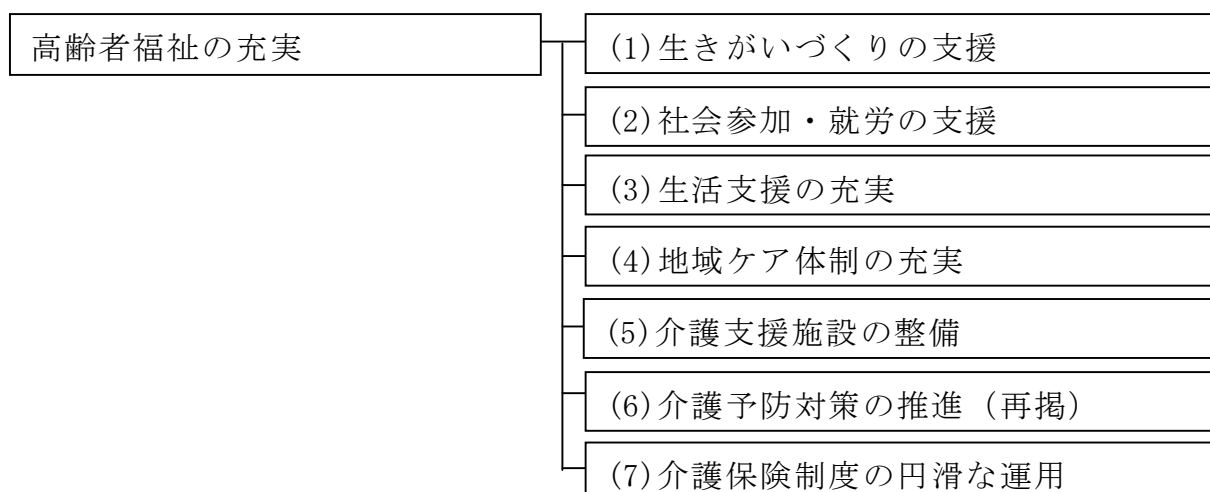 高齢者福祉の充実
(1)生きがいづくりの支援
(2)社会参加・就労の支援
(3)生活支援の充実
(4)地域ケア体制の充実
(5)介護支援施設の整備
(6)介護予防対策の推進（再掲）
(7)介護保険制度の円滑な運用